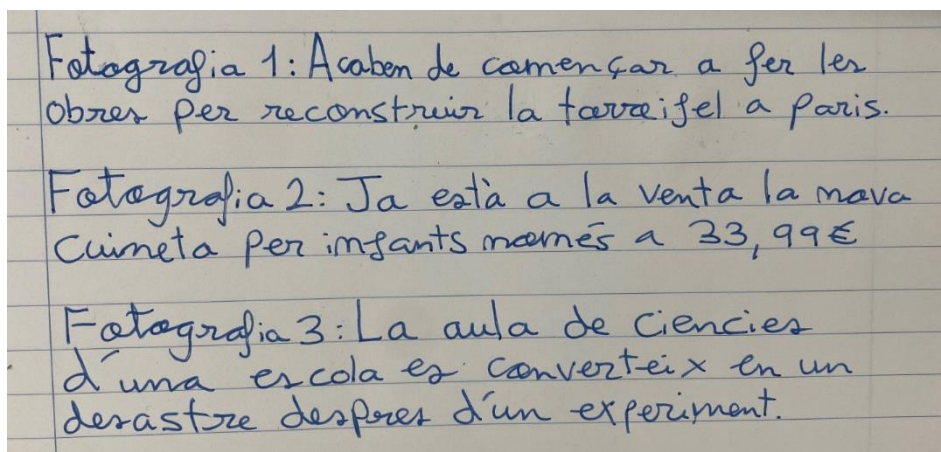 Fotografia 1: Acaben de començar a fer les
obres per reconstruir la torreifel a Paris.
Fotografia 2: Ja està a la venta la nova
cuineta per infants només a 33,99€
Fotografia 3: La aula de ciencies
d'una escola es converteix en un
desastre despres d'un experiment.